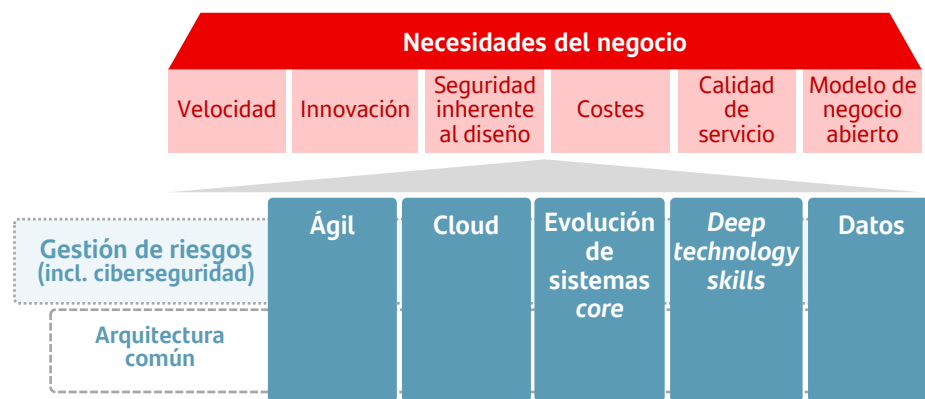 Necesidades del negocio
Velocidad
Innovación
Seguridad
inherente
al diseño
Costes
Calidad
de
servicio
Modelo de
negocio
abierto
Gestión de riesgos
(incl. ciberseguridad)
Arquitectura
común
Ágil
Cloud
Evolución
de
sistemas
core
Deep
technology
skills
Datos